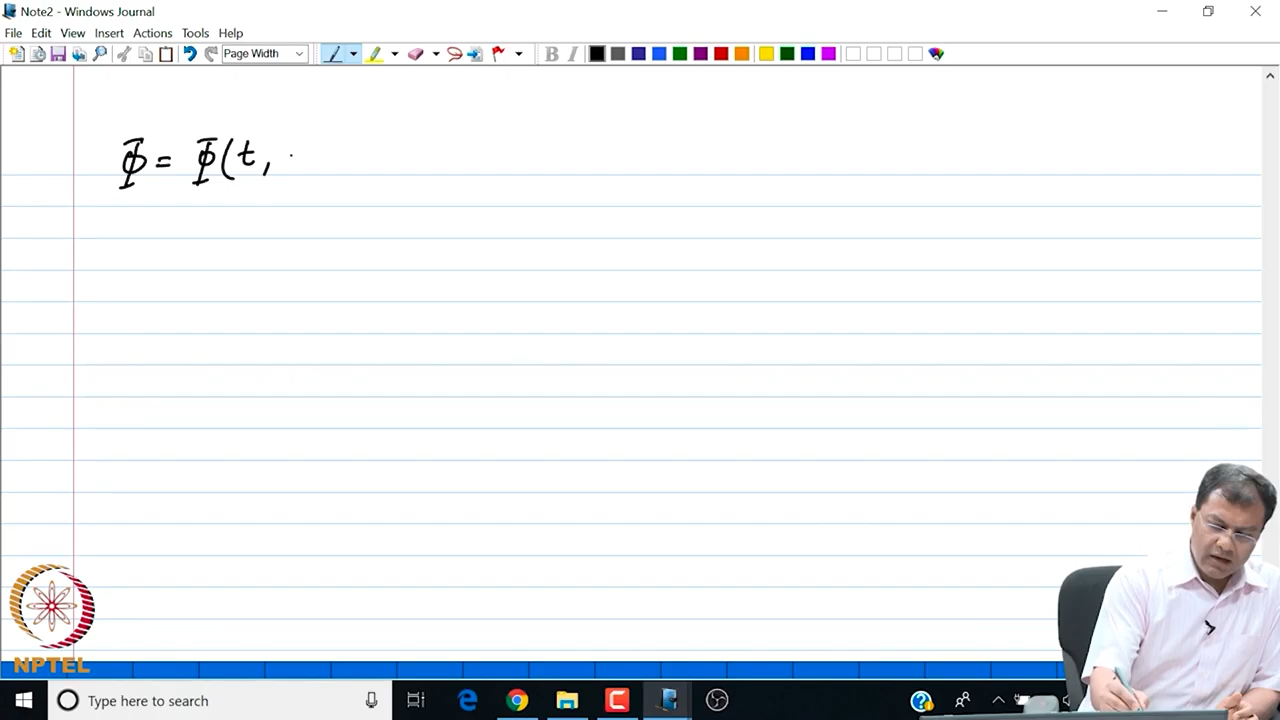 Note2 - Windows Journal
File Edit View Insert Actions Tools Help
Page Width B I
Φ = Φ(t,
NPTEL
Type here to search